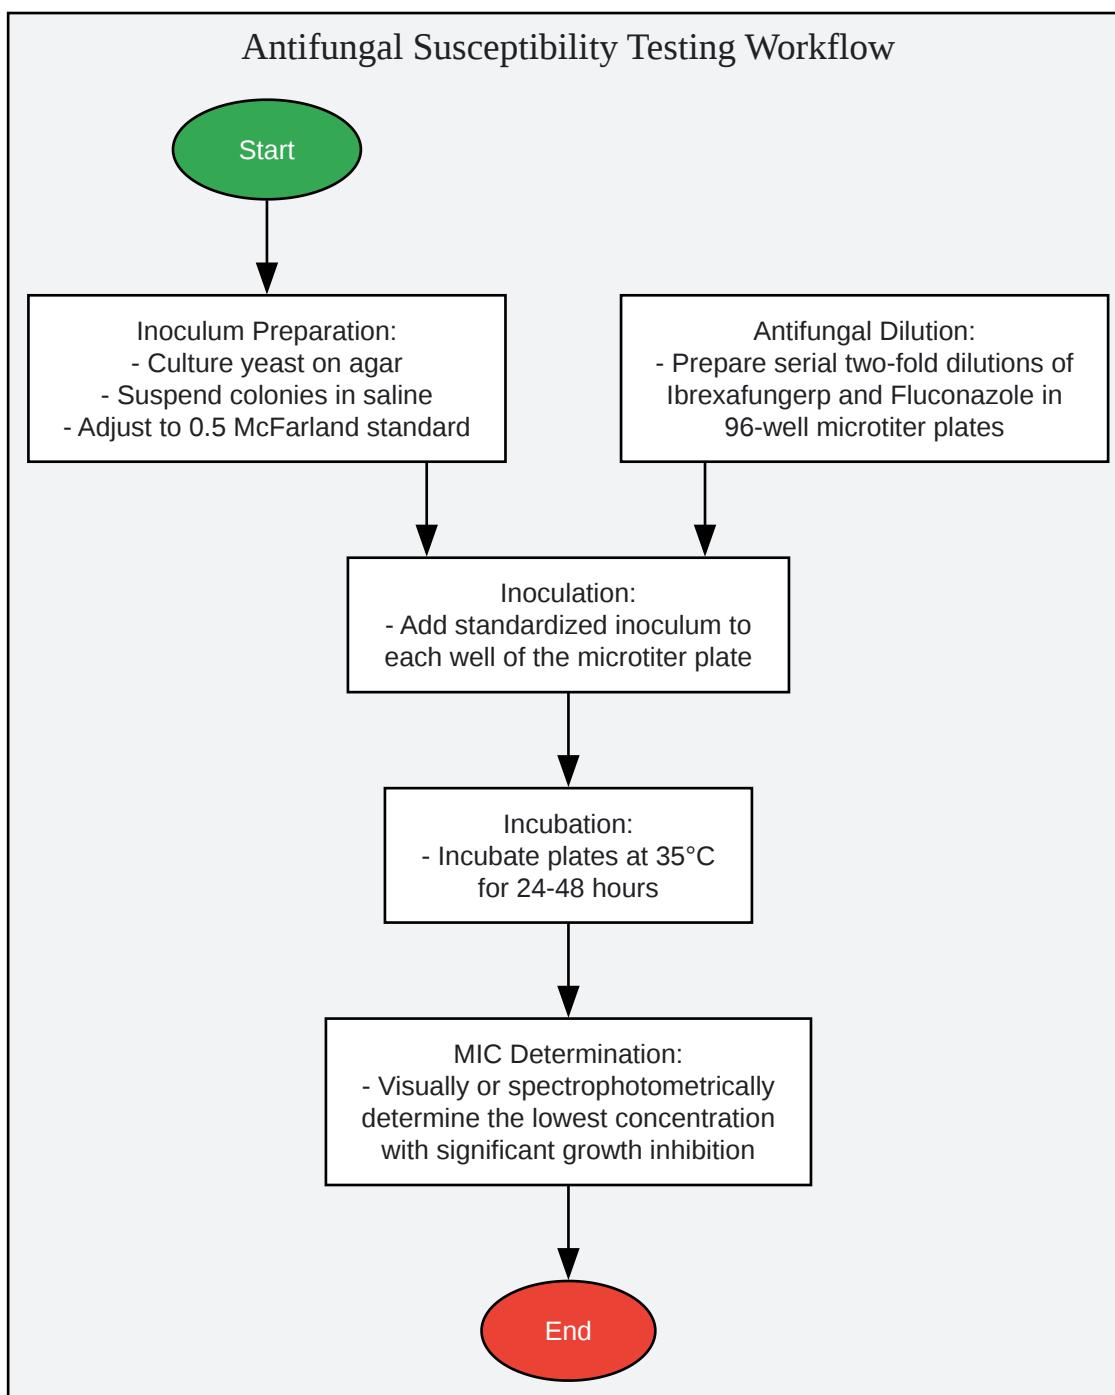 Antifungal Susceptibility Testing Workflow
Start
Inoculum Preparation:
- Culture yeast on agar
- Suspend colonies in saline
- Adjust to 0.5 McFarland standard
Antifungal Dilution:
- Prepare serial two-fold dilutions of
Ibrexafungerp and Fluconazole in
96-well microtiter plates
Inoculation:
- Add standardized inoculum to
each well of the microtiter plate
Incubation:
- Incubate plates at 35°C
for 24-48 hours
MIC Determination:
- Visually or spectrophotometrically
determine the lowest concentration
with significant growth inhibition
End